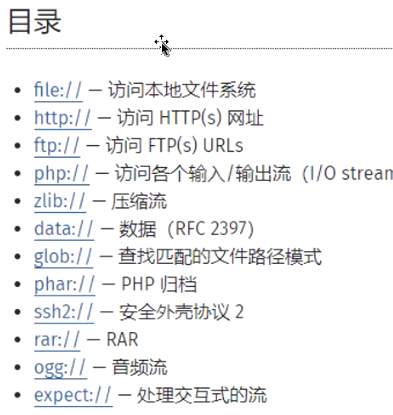 目录
file:// — 访问本地文件系统
http:// — 访问 HTTP(s) 网址
ftp:// — 访问 FTP(s) URLs
php:// — 访问各个输入/输出流（I/O stream
zlib:// — 压缩流
data:// — 数据（RFC 2397）
glob:// — 查找匹配的文件路径模式
phar:// — PHP 归档
ssh2:// — 安全外壳协议 2
rar:// — RAR
ogg:// — 音频流
expect:// — 处理交互式的流